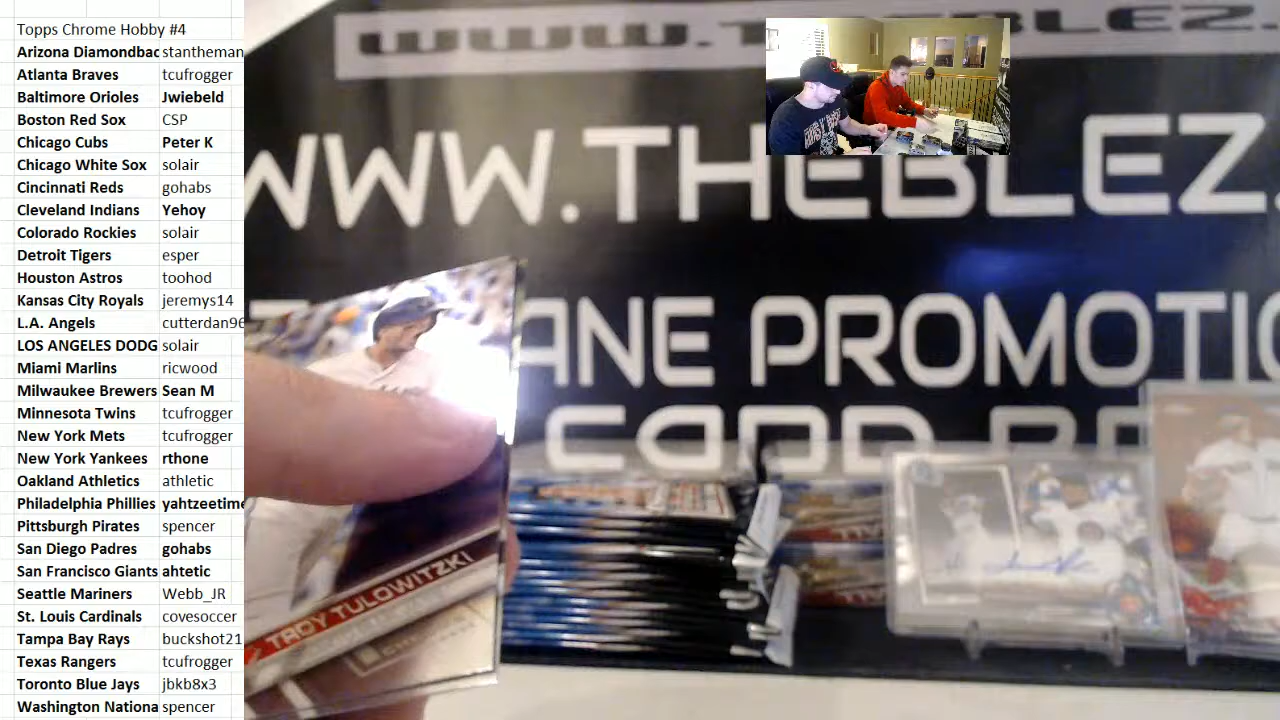 Topps Chrome Hobby #4
Arizona Diamondbac stantheman
Atlanta Braves tcufrogger
Baltimore Orioles Jwiebeld
Boston Red Sox CSP
Chicago Cubs Peter K
Chicago White Sox solair
Cincinnati Reds gohabs
Cleveland Indians Yehoy
Colorado Rockies solair
Detroit Tigers esper
Houston Astros toohod
Kansas City Royals jeremys14
L.A. Angels cutterdan96
LOS ANGELES DODG solair
Miami Marlins ricwood
Milwaukee Brewers Sean M
Minnesota Twins tcufrogger
New York Mets tcufrogger
New York Yankees rthone
Oakland Athletics athletic
Philadelphia Phillies yahtzeetime
Pittsburgh Pirates spencer
San Diego Padres gohabs
San Francisco Giants ahtetic
Seattle Mariners Webb_JR
St. Louis Cardinals covesoccer
Tampa Bay Rays buckshot21
Texas Rangers tcufrogger
Toronto Blue Jays jbkb8x3
Washington Nationa spencer
WWW.THEBLEZ.
WWW.THEBLEZ.
ANE PROMOTIO
TROY TULOWITZKI